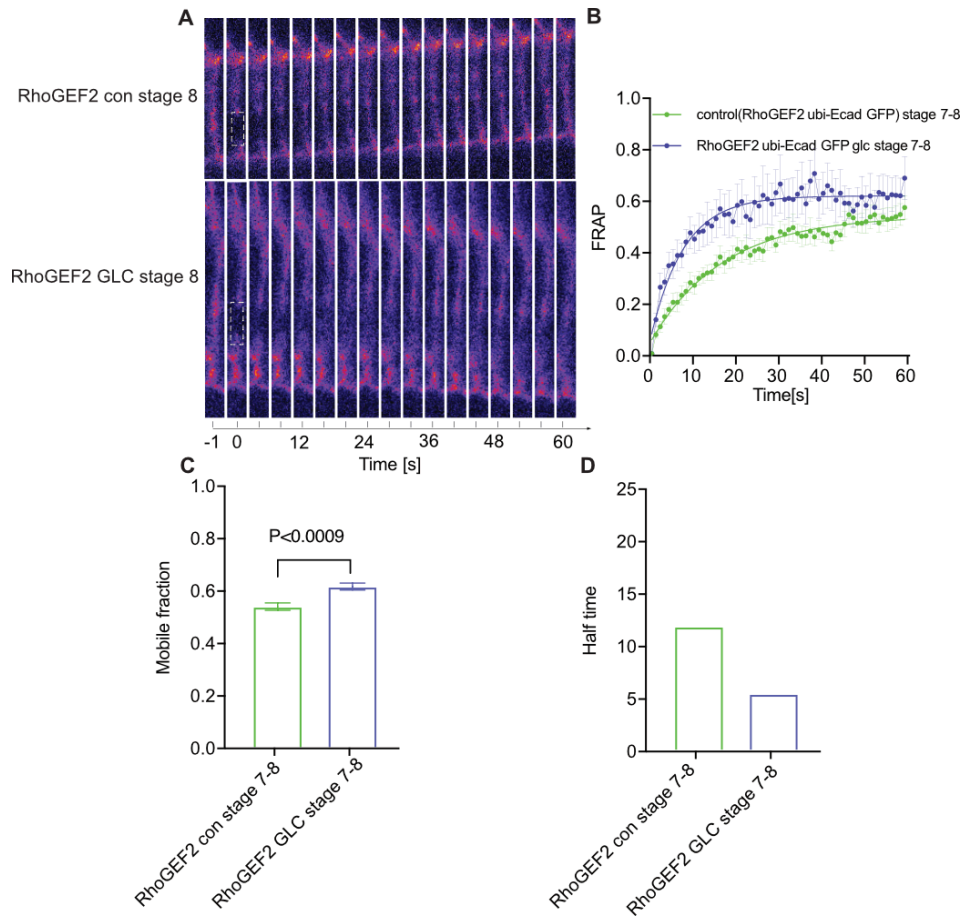 A
RhoGEF2 con stage 8
RhoGEF2 GLC stage 8
-1 0 12 24 36 48 60
Time [s]
B
1.0
0.8
0.6
0.4
0.2
0.0
FRAP
control(RhoGEF2 ubi-Ecad GFP) stage 7-8
RhoGEF2 ubi-Ecad GFP glc stage 7-8
0 10 20 30 40 50 60
Time[s]
C
1.0
0.8
0.6
0.4
0.2
0.0
Mobile fraction
P<0.0009
RhoGEF2 con stage 7-8
RhoGEF2 GLC stage 7-8
D
25
20
15
10
5
0
Half time
RhoGEF2 con stage 7-8
RhoGEF2 GLC stage 7-8